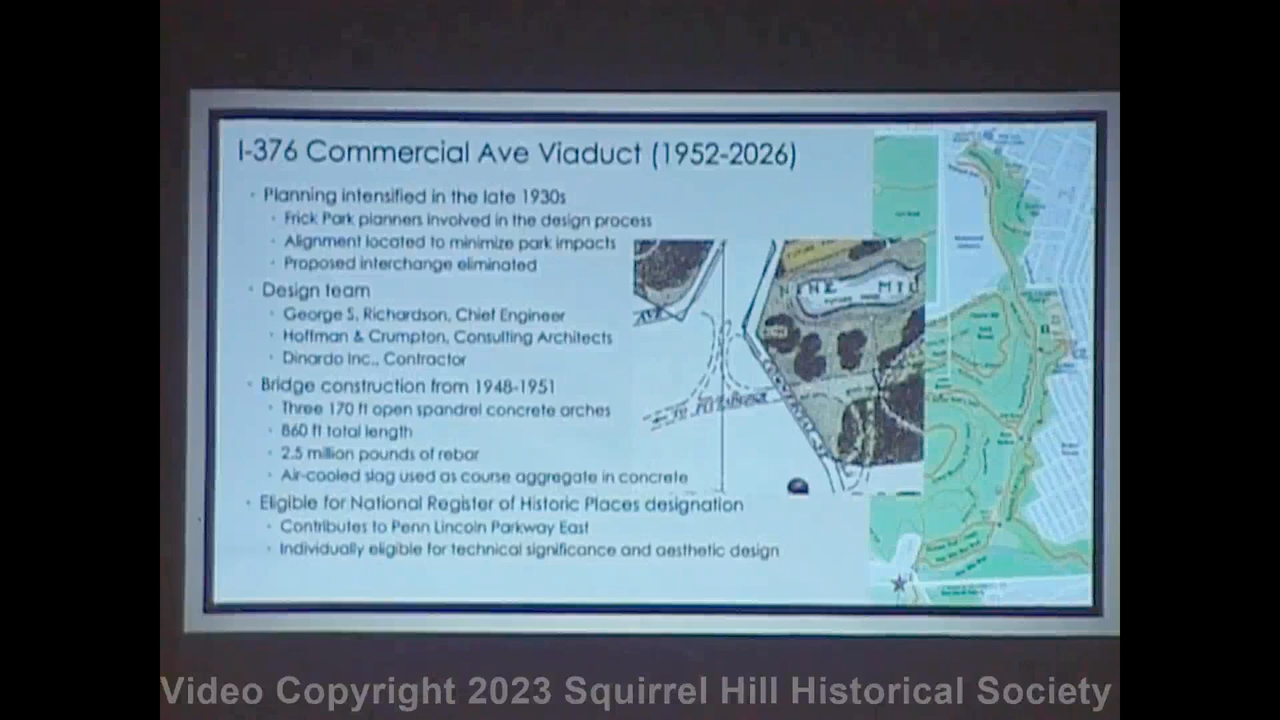 I-376 Commercial Ave Viaduct (1952-2026)
Planning intensified in the late 1930s
Frick Park planners involved in the design process
Alignment located to minimize park impacts
Proposed interchange eliminated
Design team
George S. Richardson, Chief Engineer
Hoffman & Crumpton, Consulting Architects
Dinardo Inc., Contractor
Bridge construction from 1948-1951
Three 170 ft open spandrel concrete arches
860 ft total length
2.5 million pounds of rebar
Air-cooled slag used as course aggregate in concrete
Eligible for National Register of Historic Places designation
Contributes to Penn Lincoln Parkway East
Individually eligible for technical significance and aesthetic design
NINE MIL
Video Copyright 2023 Squirrel Hill Historical Society